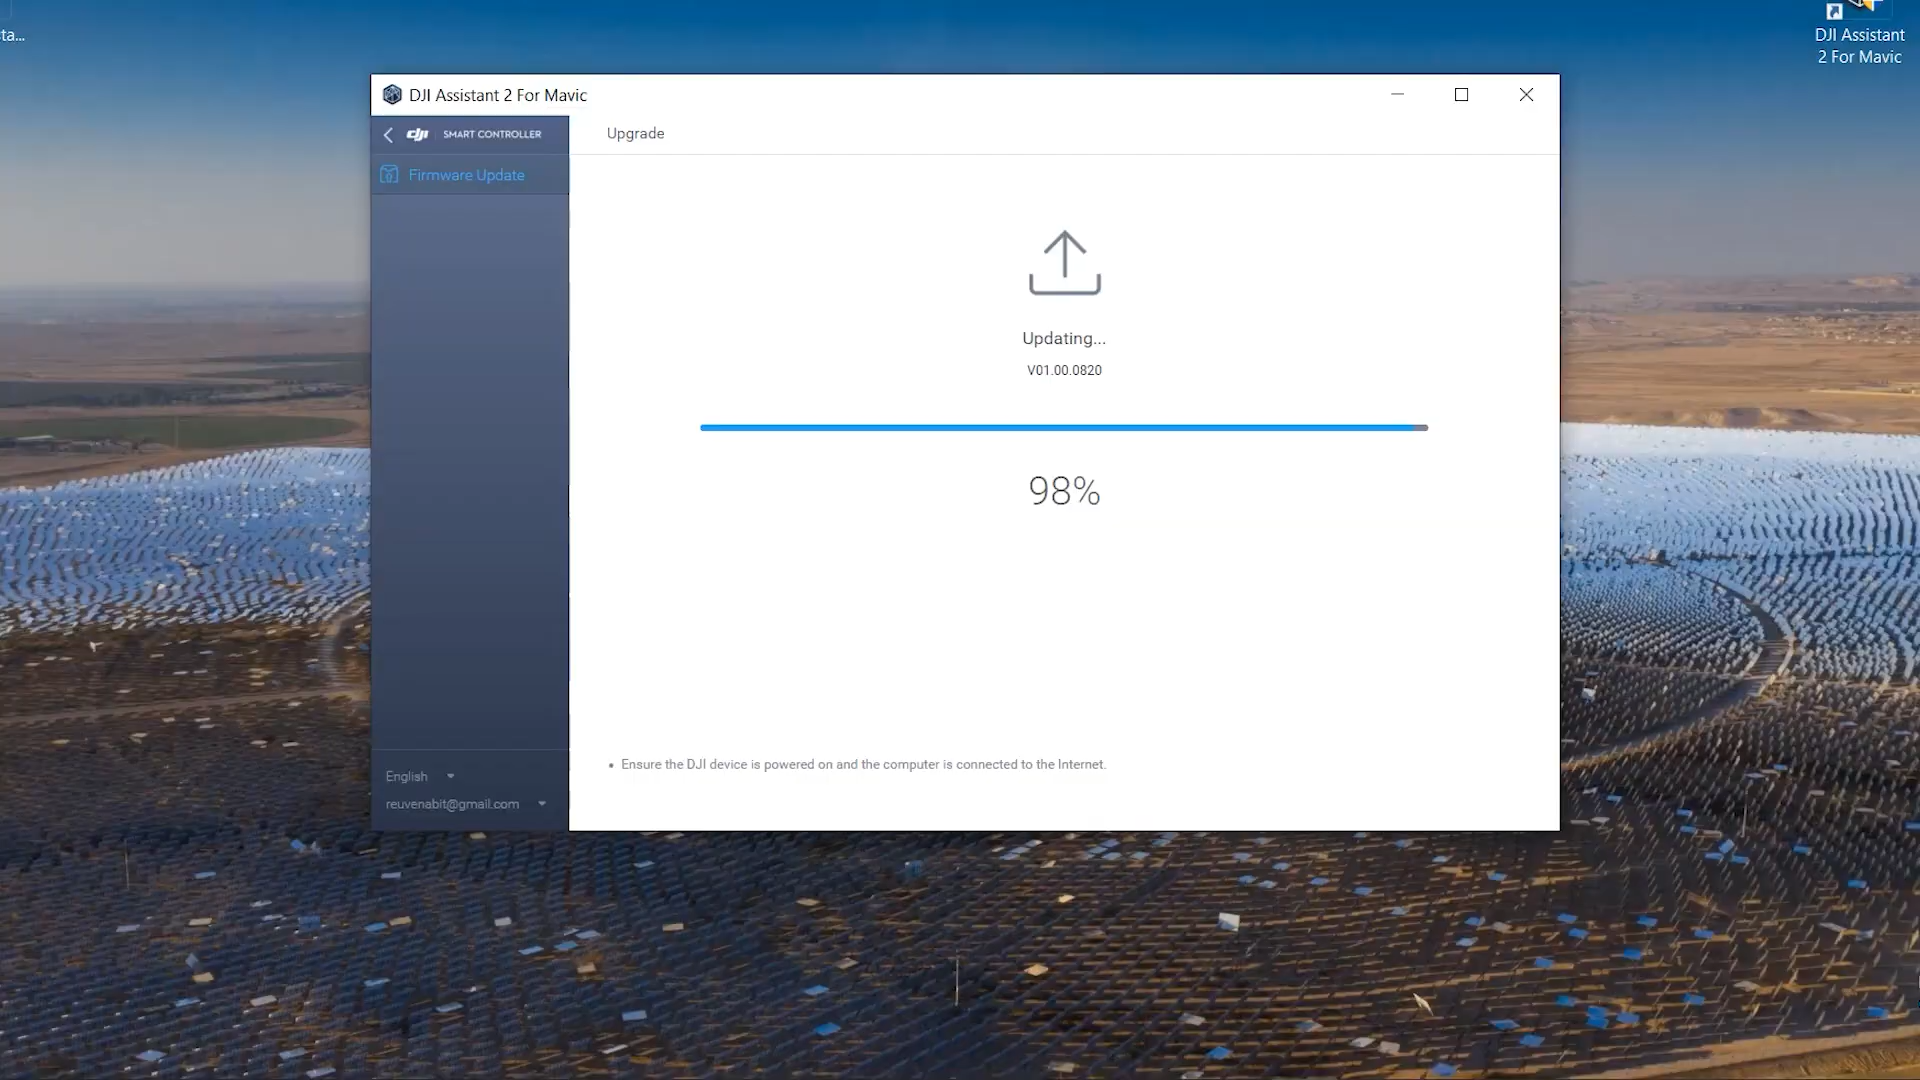 ta...
DJI Assistant
2 For Mavic
DJI Assistant 2 For Mavic
dji SMART CONTROLLER
Upgrade
Firmware Update
Updating...
V01.00.0820
98%
• Ensure the DJI device is powered on and the computer is connected to the Internet.
English
reuvenabit@gmail.com